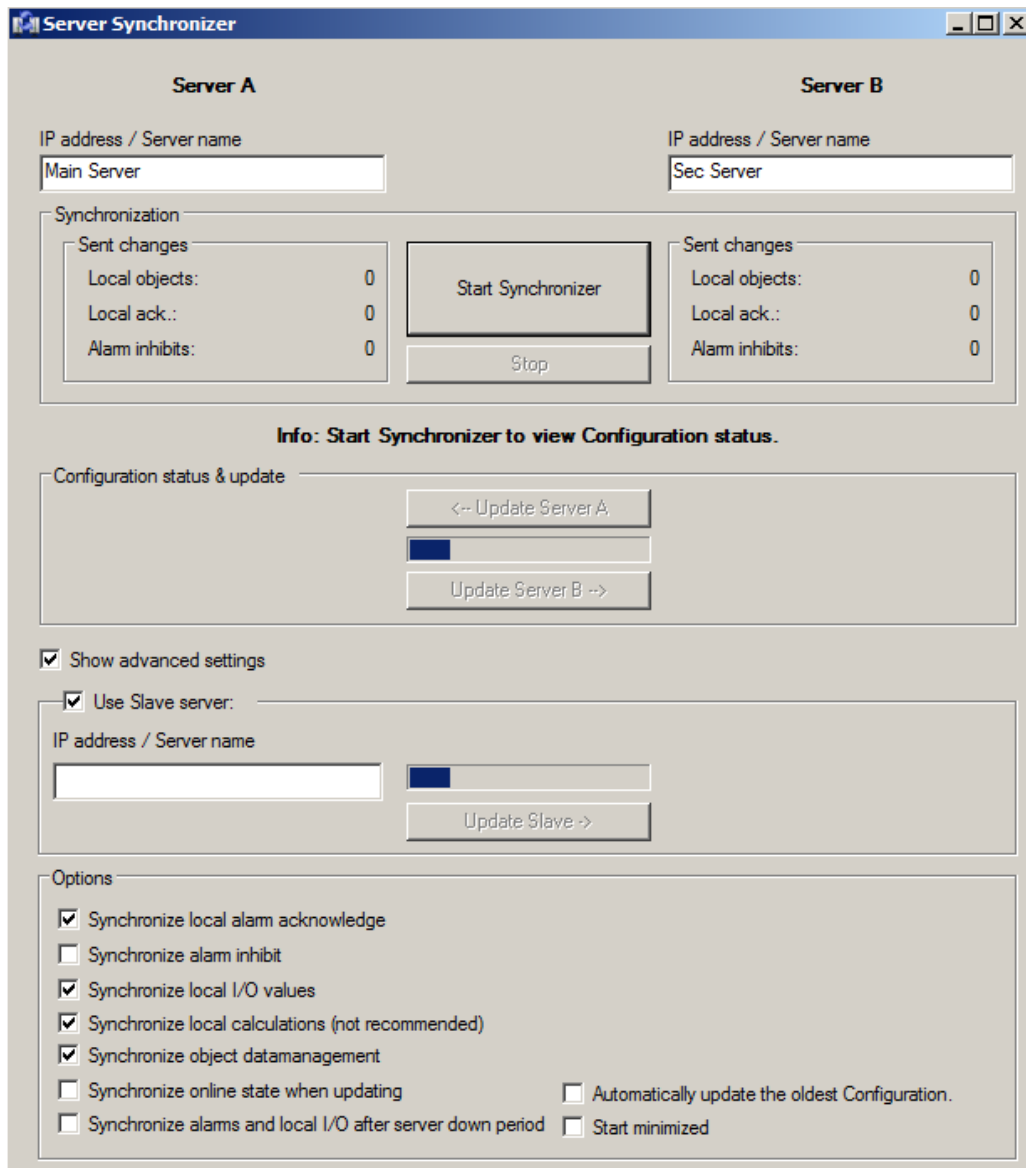 Server Synchronizer
Server A
Server B
IP address / Server name
IP address / Server name
Main Server
Sec Server
Synchronization
Sent changes
Local objects: 0
Local ack.: 0
Alarm inhibits: 0
Start Synchronizer
Stop
Sent changes
Local objects: 0
Local ack.: 0
Alarm inhibits: 0
Info: Start Synchronizer to view Configuration status.
Configuration status & update
<-- Update Server A
Update Server B -->
Show advanced settings
Use Slave server:
IP address / Server name
Update Slave ->
Options
Synchronize local alarm acknowledge
Synchronize alarm inhibit
Synchronize local I/O values
Synchronize local calculations (not recommended)
Synchronize object datamanagement
Synchronize online state when updating
Automatically update the oldest Configuration.
Synchronize alarms and local I/O after server down period
Start minimized